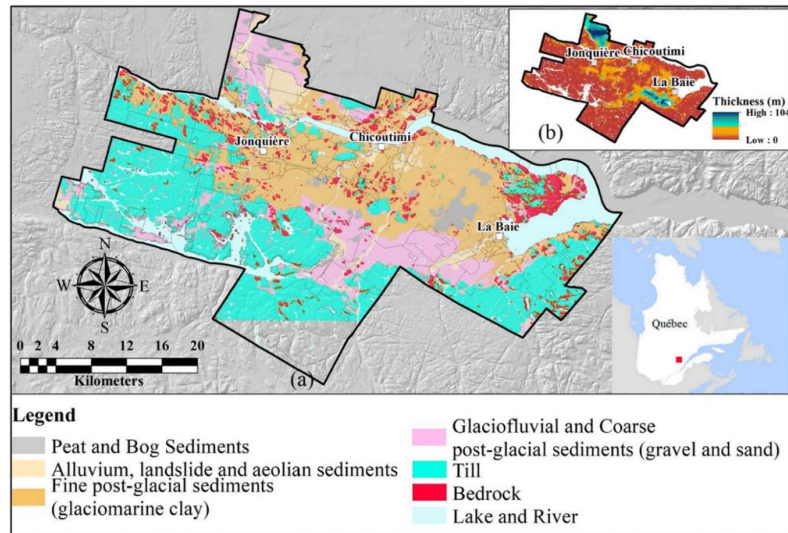 (b)
Jonquière
Chicoutimi
La Baie
Thickness (m)
High : 104
Low : 0
Jonquière
Chicoutimi
La Baie
N
W
E
S
0 2 4 8 12 16 20
Kilometers
(a)
Québec
Legend
Peat and Bog Sediments
Alluvium, landslide and aeolian sediments
Fine post-glacial sediments
(glaciomarine clay)
Glaciofluvial and Coarse
post-glacial sediments (gravel and sand)
Till
Bedrock
Lake and River